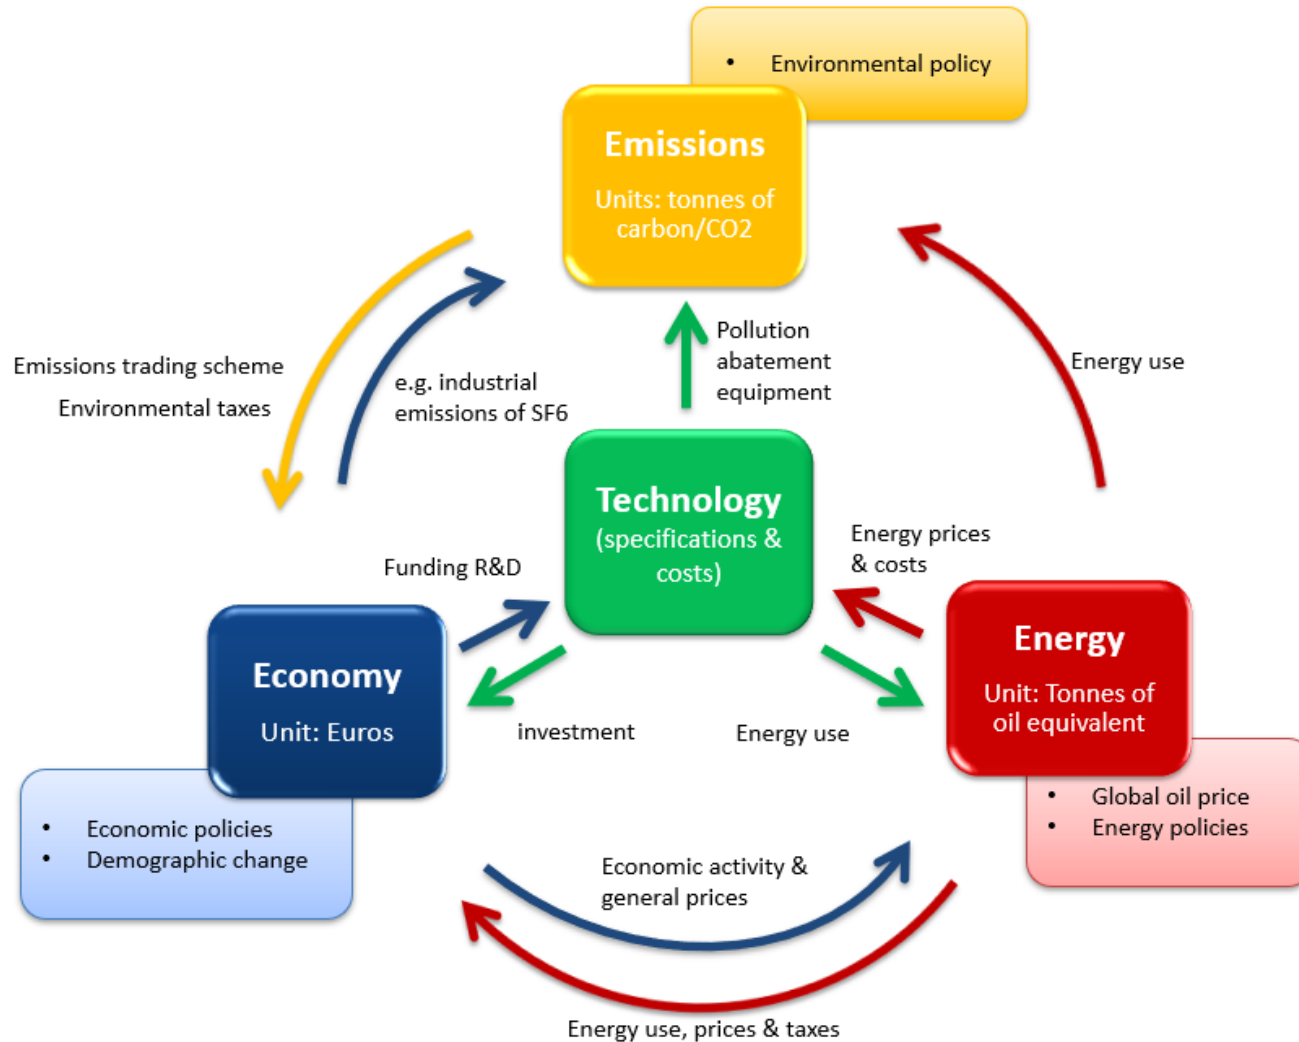 • Environmental policy
Emissions
Units: tonnes of
carbon/CO2
Emissions trading scheme
Environmental taxes
e.g. industrial
emissions of SF6
Pollution
abatement
equipment
Energy use
Technology
(specifications &
costs)
Funding R&D
Energy prices
& costs
Economy
Unit: Euros
investment
Energy use
Energy
Unit: Tonnes of
oil equivalent
• Economic policies
• Demographic change
• Global oil price
• Energy policies
Economic activity &
general prices
Energy use, prices & taxes